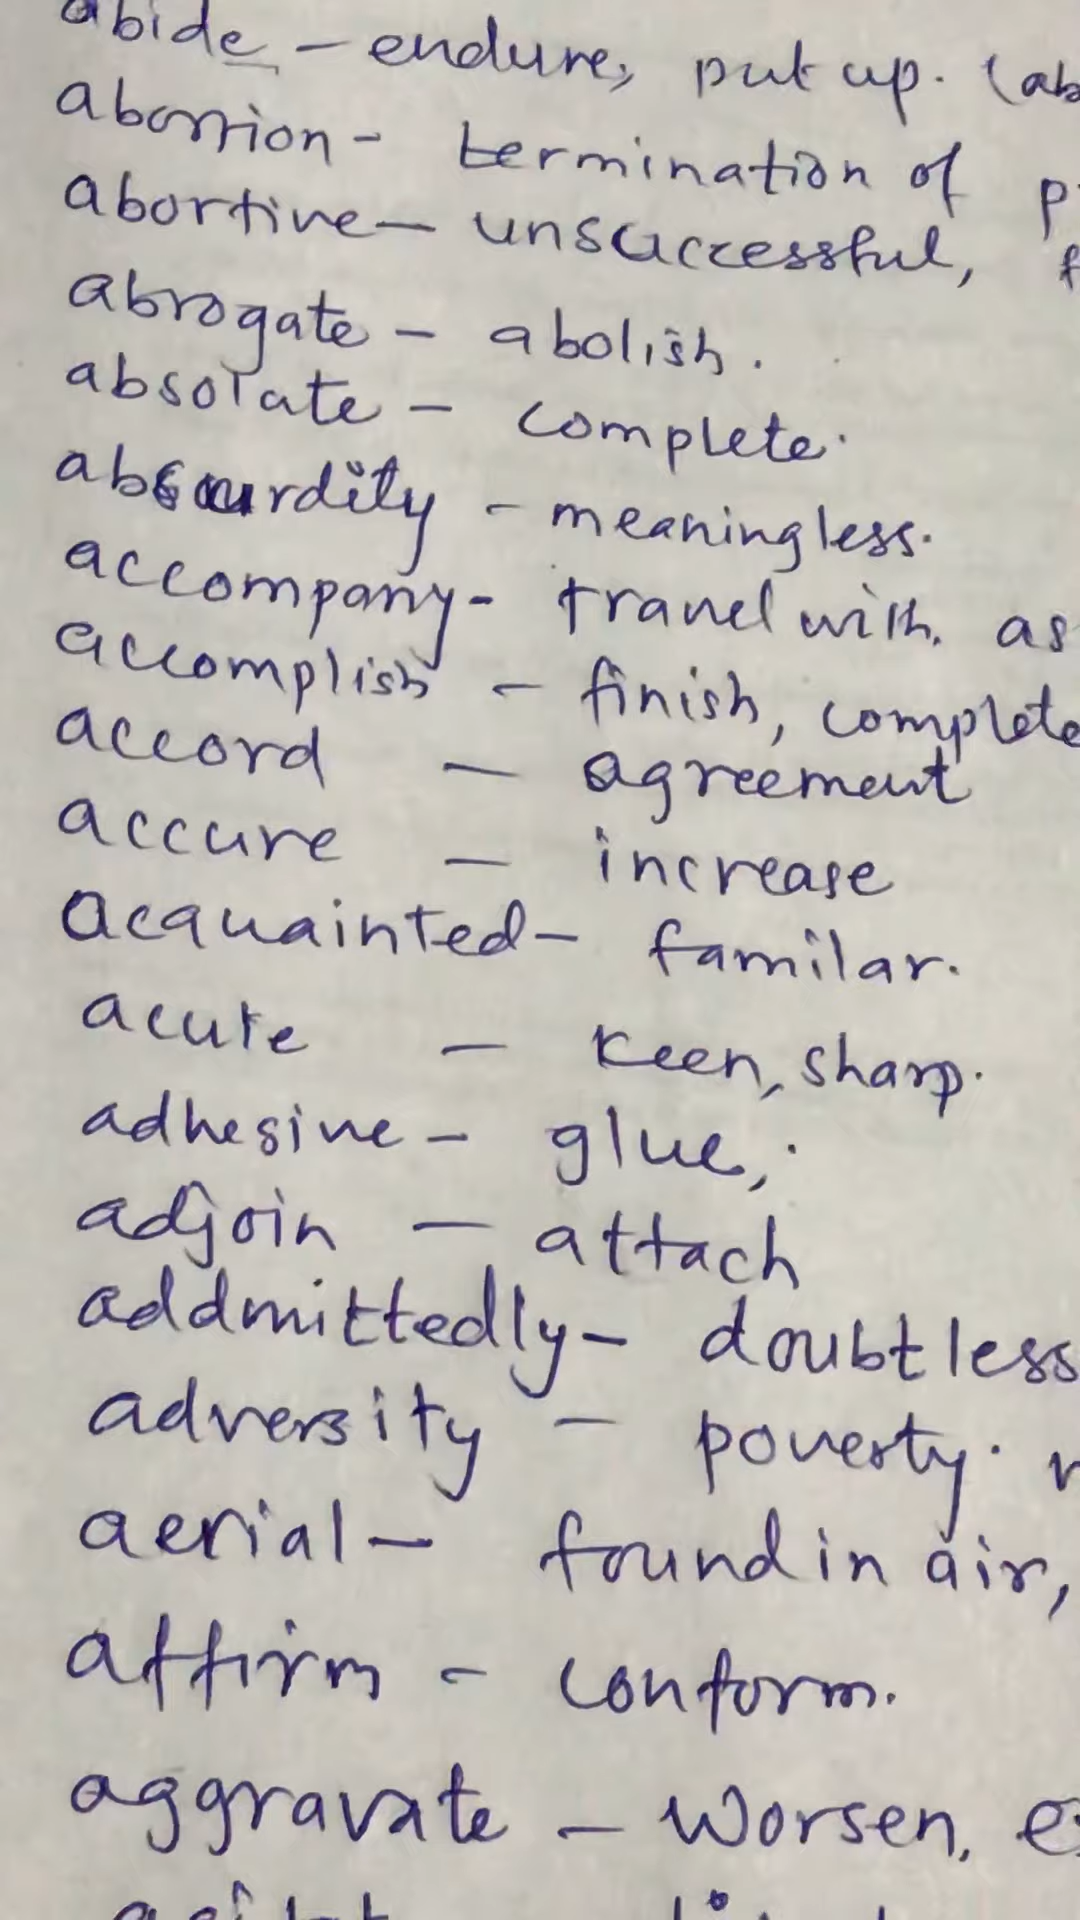 abide - endure, put up. (ab
abortion - termination of p
abortive - unsuccessful, f
abrogate - abolish.
absolate - complete.
absurdity - meaningless.
accompany - travel with. as
accomplish - finish, complete
accord - agreement
accure - increase
acquainted - familar.
acute - keen, sharp.
adhesive - glue,.
adjoin - attach
addmittedly - doubtless
adversity - poverty.
aerial - found in air,
affirm - conform.
aggravate - worsen,